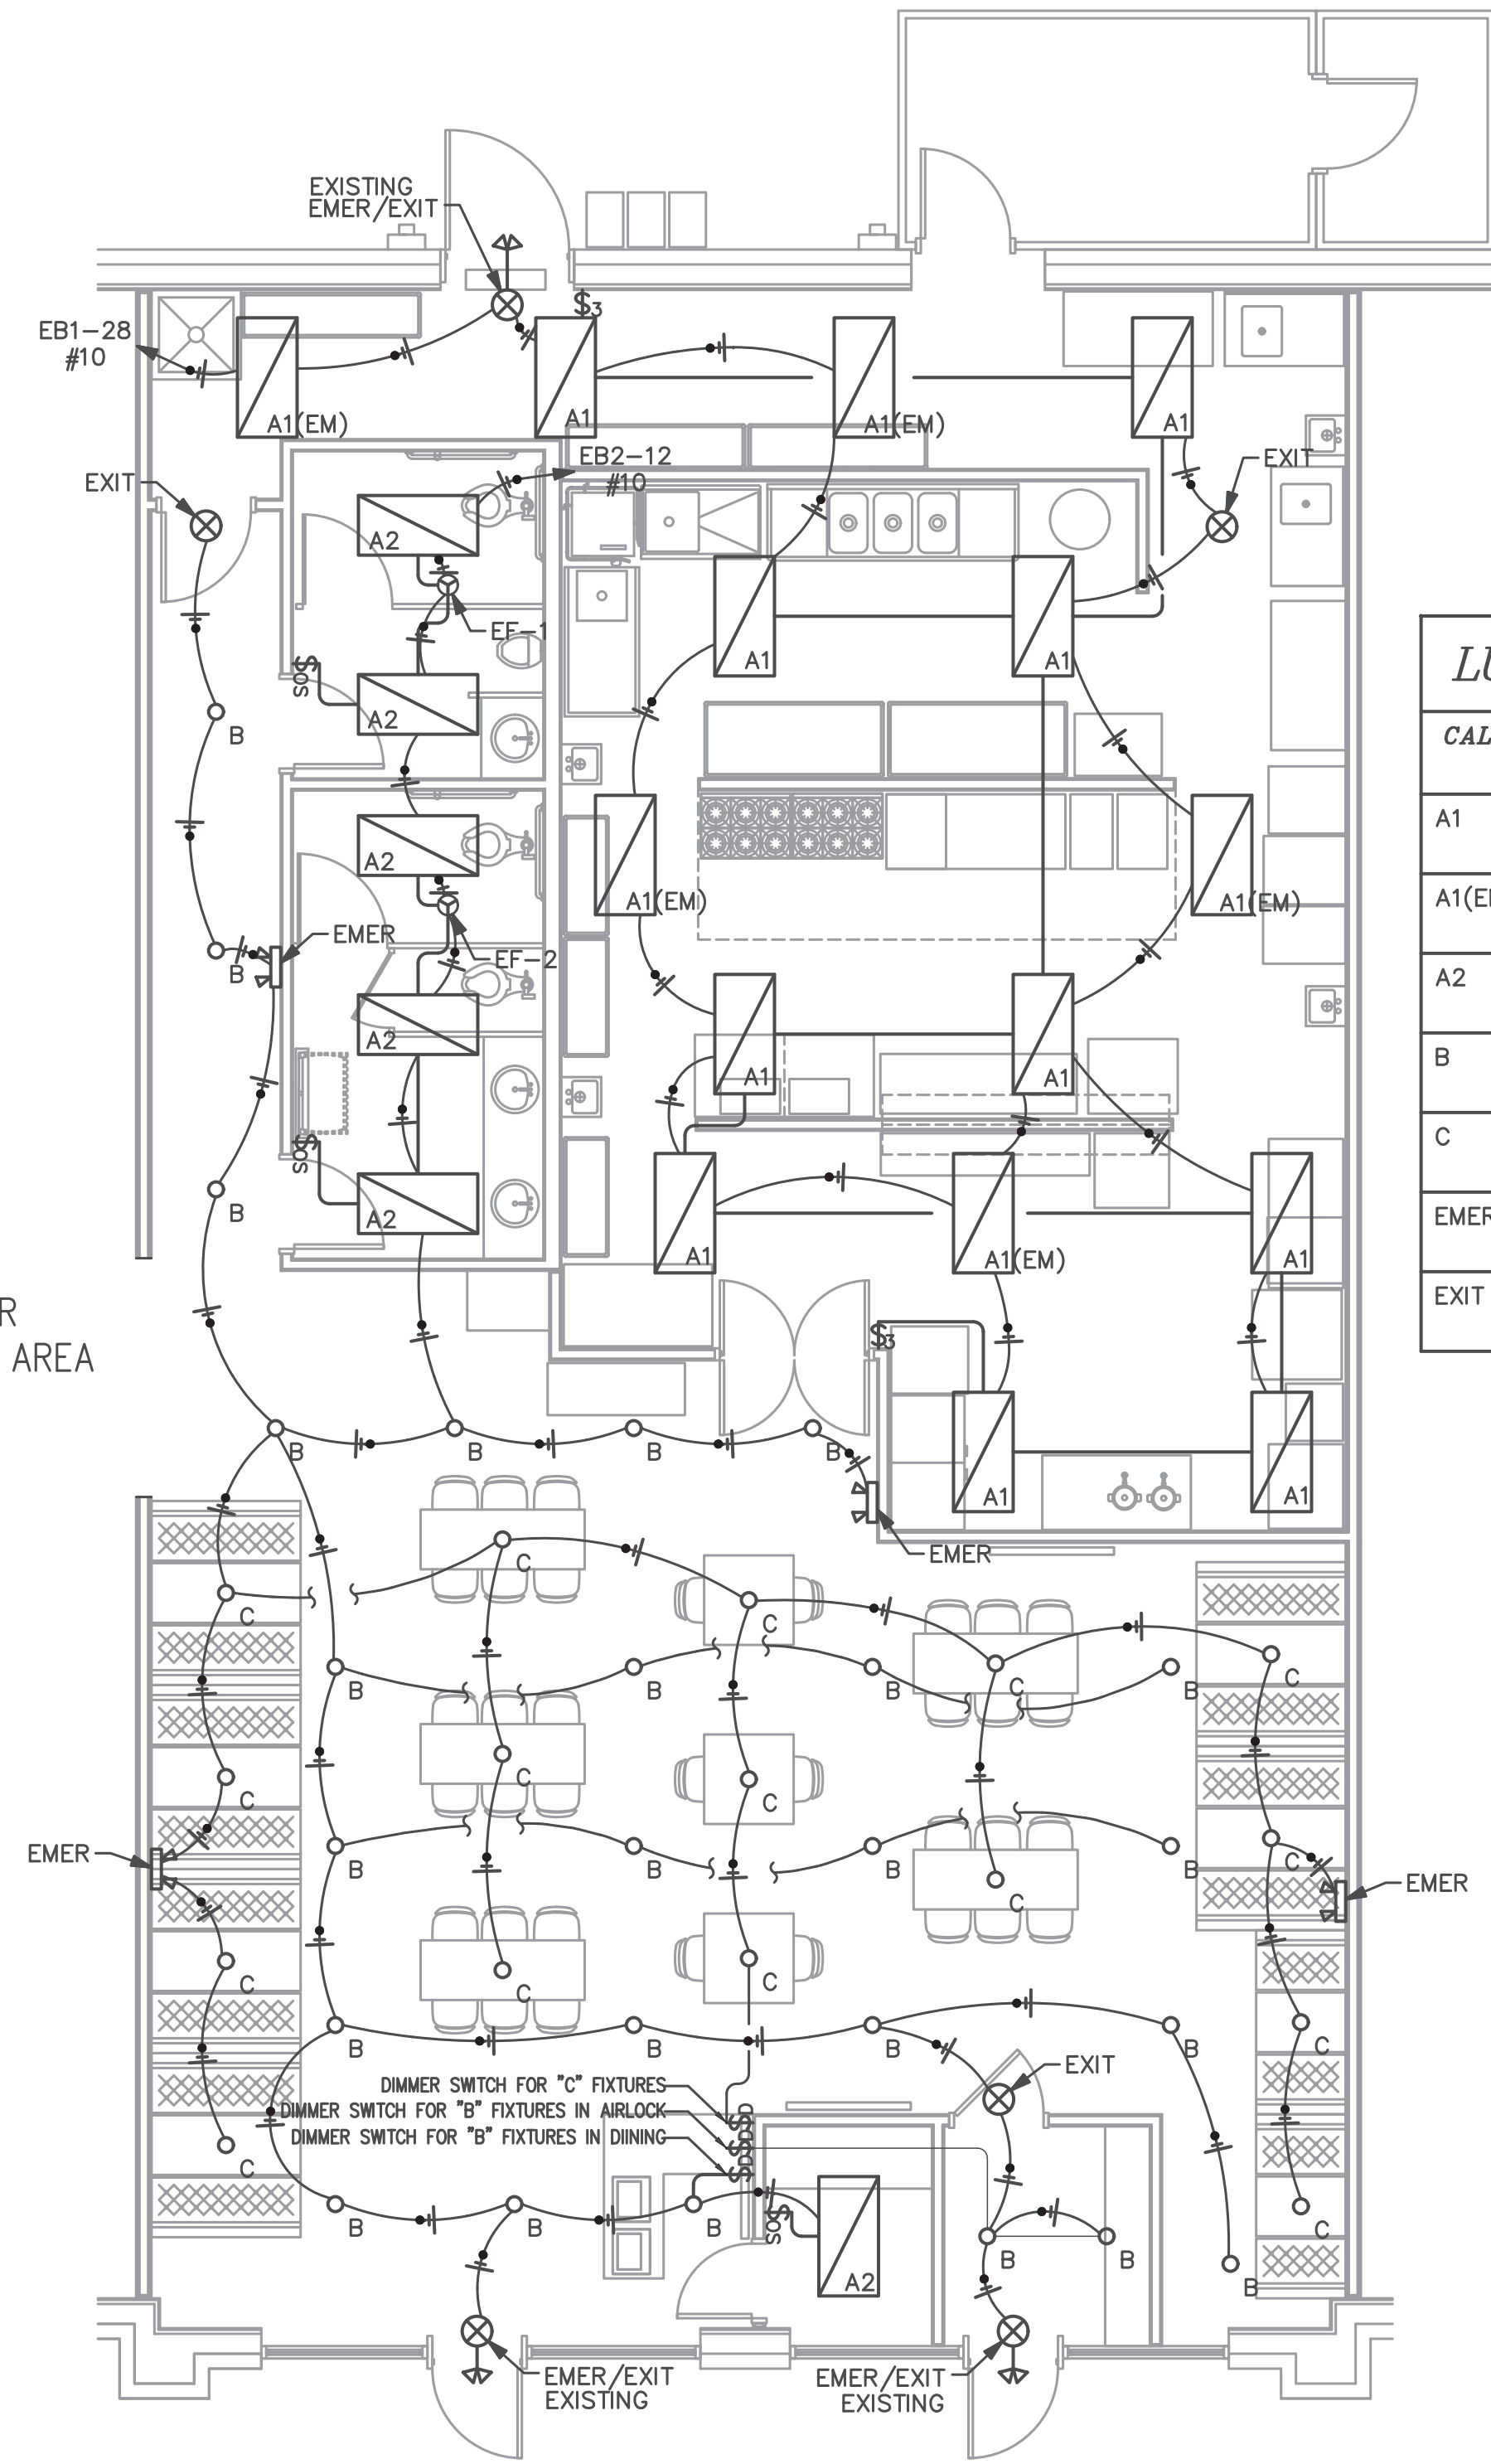 EXISTING
EMER/EXIT
$3
EB1-28
#10
A1(EM)
A1
A1(EM)
A1
EB2-12
#10
EXIT
EXIT
A2
EF-1
A1
A1
LU
CAL
$OS
A2
B
A1
A2
A1(EM)
A1(EM)
A1(E
EMER
B
EF-2
A2
A2
A1
A1
B
$OS
C
B
A2
EMER
A1
A1(EM)
A1
EXIT
R
AREA
$3
B
B
B
B
A1
A1
EMER
C
C
C
C
C
B
B
B
B
C
C
C
C
C
EMER
B
B
B
B
EMER
C
C
C
C
B
B
B
B
EXIT
DIMMER SWITCH FOR "C" FIXTURES
$D
DIMMER SWITCH FOR "B" FIXTURES IN AIRLOCK
$D
DIMMER SWITCH FOR "B" FIXTURES IN DIINING
$D
C
C
B
B
B
$OS
A2
B
B
B
EMER/EXIT
EXISTING
EMER/EXIT
EXISTING